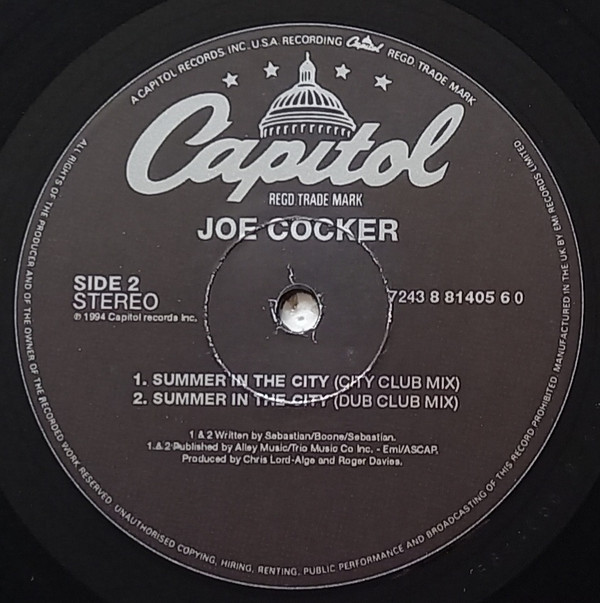 A CAPITOL RECORDS, INC. U.S.A. RECORDING Capitol REGD. TRADE MARK
Capitol
REGD. TRADE MARK
JOE COCKER
SIDE 2
STEREO
℗ 1994 Capitol records Inc.
7243 8 81405 6 0
1. SUMMER IN THE CITY (CITY CLUB MIX)
2. SUMMER IN THE CITY (DUB CLUB MIX)
1 & 2 Written by Sebastian/Boone/Sebastian.
1 & 2 Published by Alley Music/Trio Music Co Inc. - Emi/ASCAP.
Produced by Chris Lord-Alge and Roger Davies.
ALL RIGHTS OF THE PRODUCER AND OF THE OWNER OF THE RECORDED WORK RESERVED. UNAUTHORISED COPYING, HIRING, RENTING, PUBLIC PERFORMANCE AND BROADCASTING OF THIS RECORD PROHIBITED. MANUFACTURED IN THE UK BY EMI RECORDS LIMITED